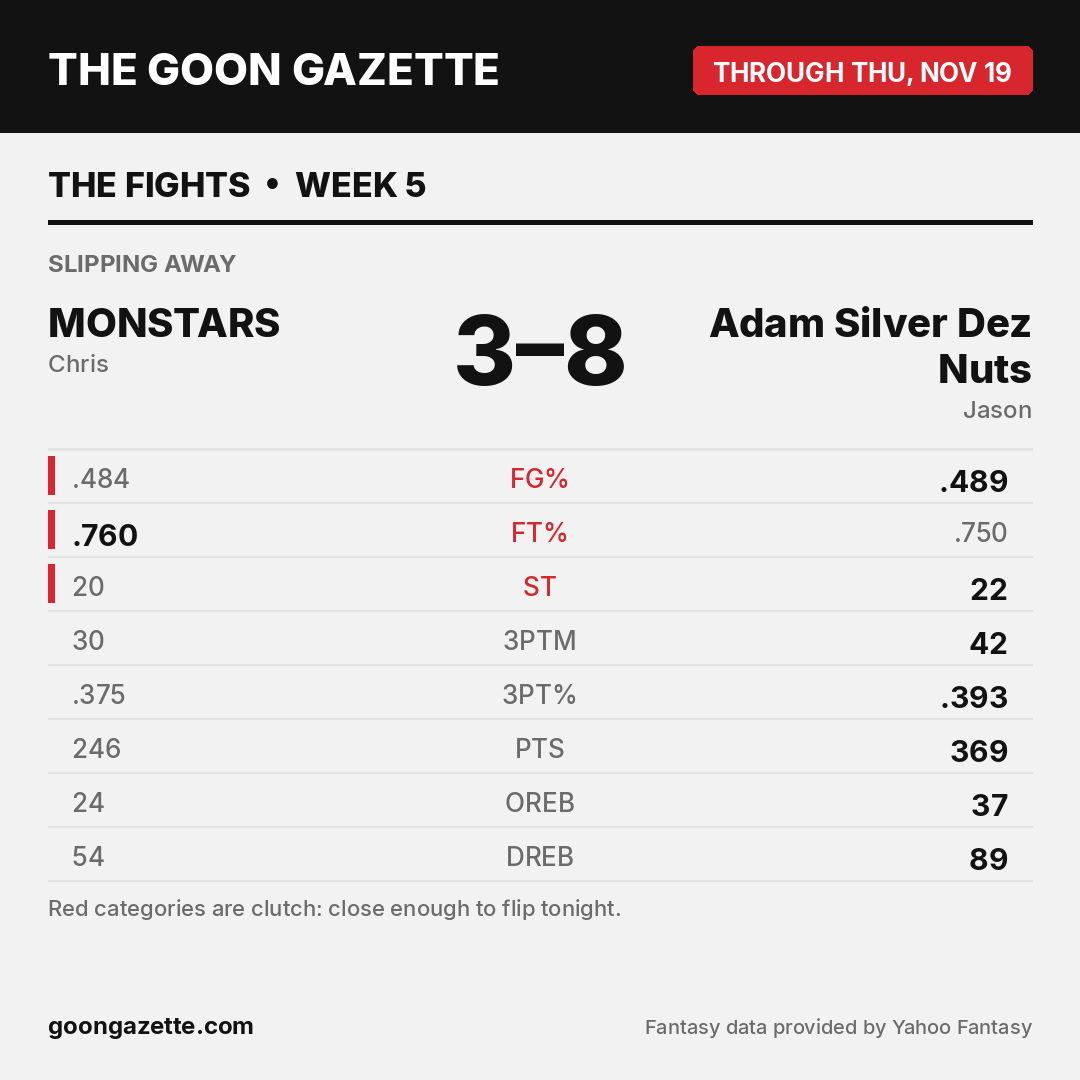 THE GOON GAZETTE
THROUGH THU, NOV 19
THE FIGHTS • WEEK 5
SLIPPING AWAY
MONSTARS
Chris
3–8
Adam Silver Dez
Nuts
Jason
.484 FG% .489
.760 FT% .750
20 ST 22
30 3PTM 42
.375 3PT% .393
246 PTS 369
24 OREB 37
54 DREB 89
Red categories are clutch: close enough to flip tonight.
goongazette.com
Fantasy data provided by Yahoo Fantasy